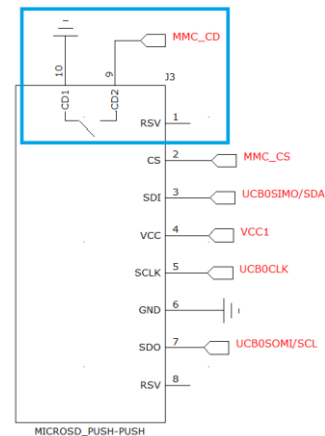 MMC_CD
10
9
J3
CD1
CD2
RSV 1
CS 2 MMC_CS
SDI 3 UCB0SIMO/SDA
VCC 4 VCC1
SCLK 5 UCB0CLK
GND 6
SDO 7 UCB0SOMI/SCL
RSV 8
MICROSD_PUSH-PUSH